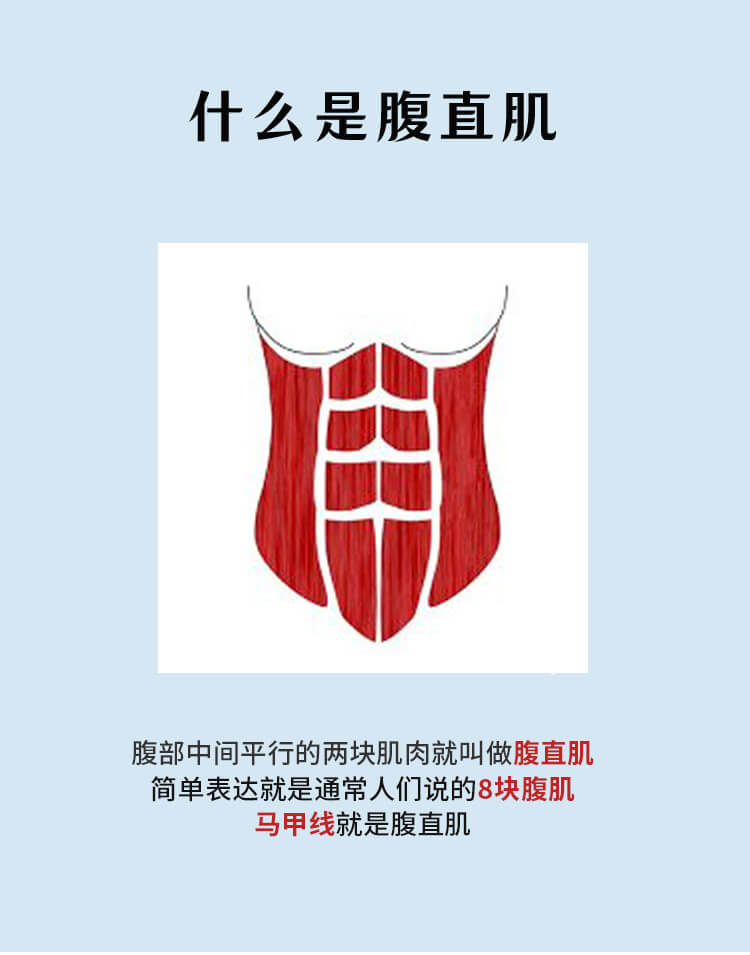 什么是腹直肌
腹部中间平行的两块肌肉就叫做腹直肌
简单表达就是通常人们说的8块腹肌
马甲线就是腹直肌